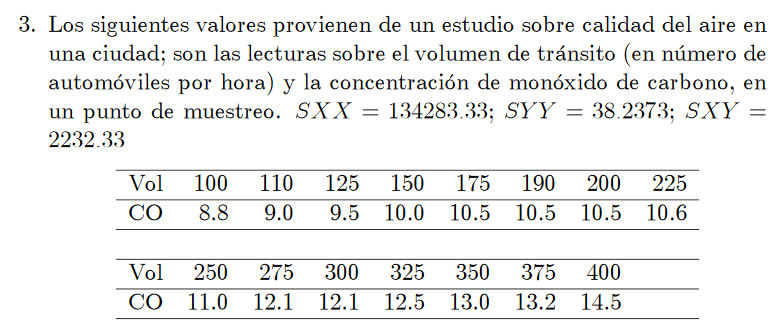 3. Los siguientes valores provienen de un estudio sobre calidad del aire en
una ciudad; son las lecturas sobre el volumen de tránsito (en número de
automóviles por hora) y la concentración de monóxido de carbono, en
un punto de muestreo. SXX = 134283.33; SYY = 38.2373; SXY =
2232.33
Vol 100 110 125 150 175 190 200 225
CO 8.8 9.0 9.5 10.0 10.5 10.5 10.5 10.6
Vol 250 275 300 325 350 375 400
CO 11.0 12.1 12.1 12.5 13.0 13.2 14.5